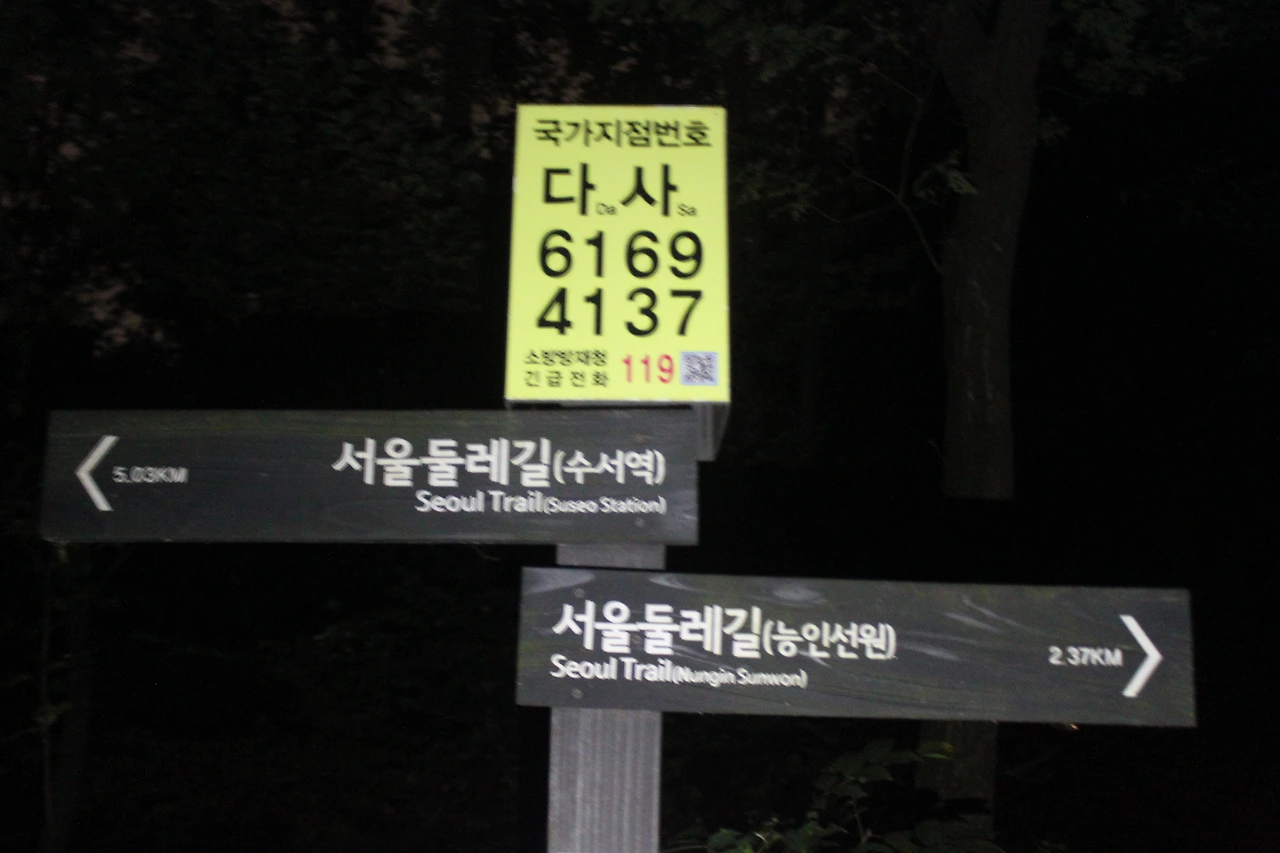 국가지점번호
다 Da 사 Sa
6169
4137
소방방재청
긴급전화 119
5.03KM 서울둘레길(수서역)
Seoul Trail(Suseo Station)
서울둘레길(능인선원) 2.37KM
Seoul Trail(Nungin Sunwon)